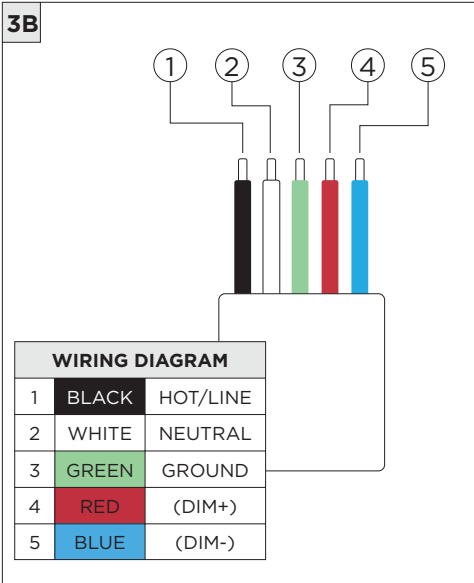 3B
1 2 3 4 5
WIRING DIAGRAM
1 BLACK HOT/LINE
2 WHITE NEUTRAL
3 GREEN GROUND
4 RED (DIM+)
5 BLUE (DIM-)